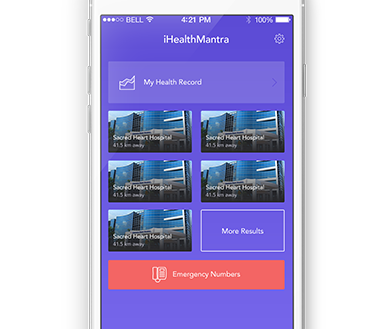 BELL 4:21 PM 100%
iHealthMantra
My Health Record
Sacred Heart Hospital Sacred Heart Hospital
41.5 km away 41.5 km away
Sacred Heart Hospital Sacred Heart Hospital
41.5 km away 41.5 km away
Sacred Heart Hospital More Results
41.5 km away
Emergency Numbers